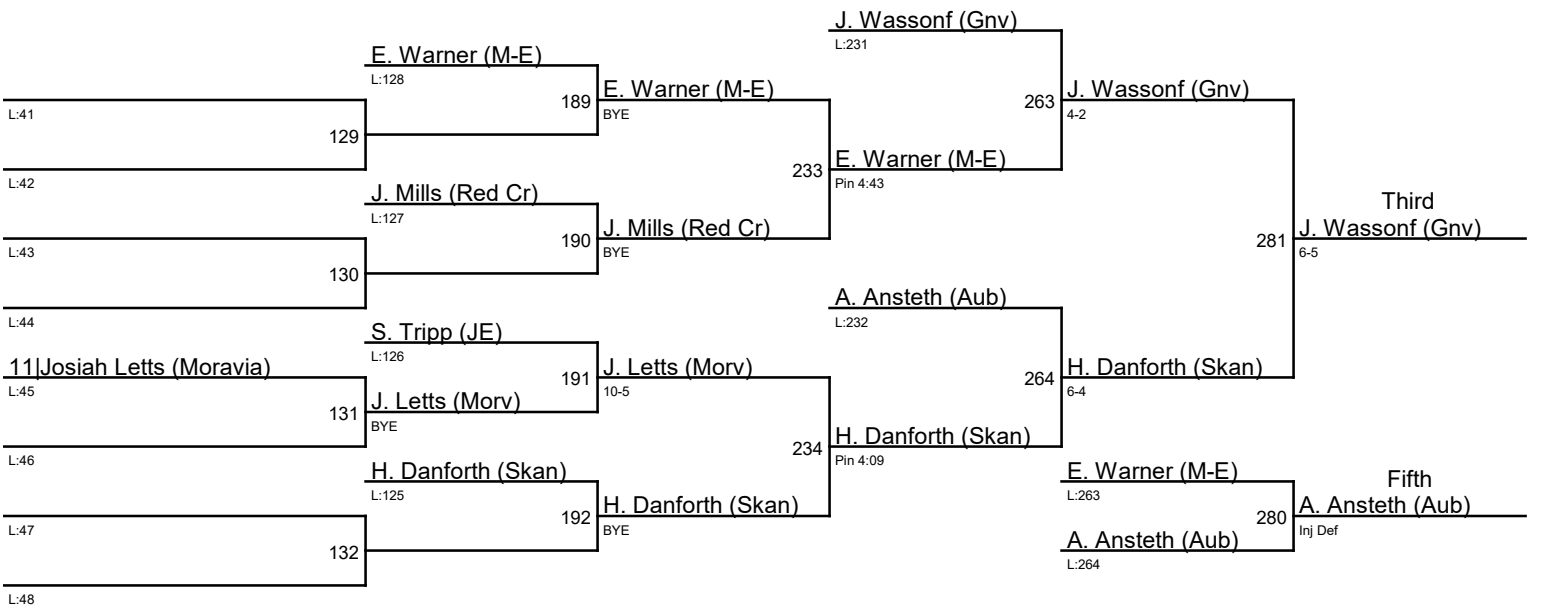 J. Wassonf (Gnv)
L:231
E. Warner (M-E)
L:128
189
E. Warner (M-E)
BYE
263
J. Wassonf (Gnv)
4-2
L:41
129
L:42
233
E. Warner (M-E)
Pin 4:43
J. Mills (Red Cr)
L:127
190
J. Mills (Red Cr)
BYE
L:43
130
L:44
281
Third
J. Wassonf (Gnv)
6-5
A. Ansteth (Aub)
L:232
S. Tripp (JE)
L:126
191
J. Letts (Morv)
10-5
264
H. Danforth (Skan)
6-4
11|Josiah Letts (Moravia)
L:45
131
J. Letts (Morv)
BYE
L:46
234
H. Danforth (Skan)
Pin 4:09
H. Danforth (Skan)
L:125
192
H. Danforth (Skan)
BYE
L:47
132
L:48
E. Warner (M-E)
L:263
280
Fifth
A. Ansteth (Aub)
Inj Def
A. Ansteth (Aub)
L:264